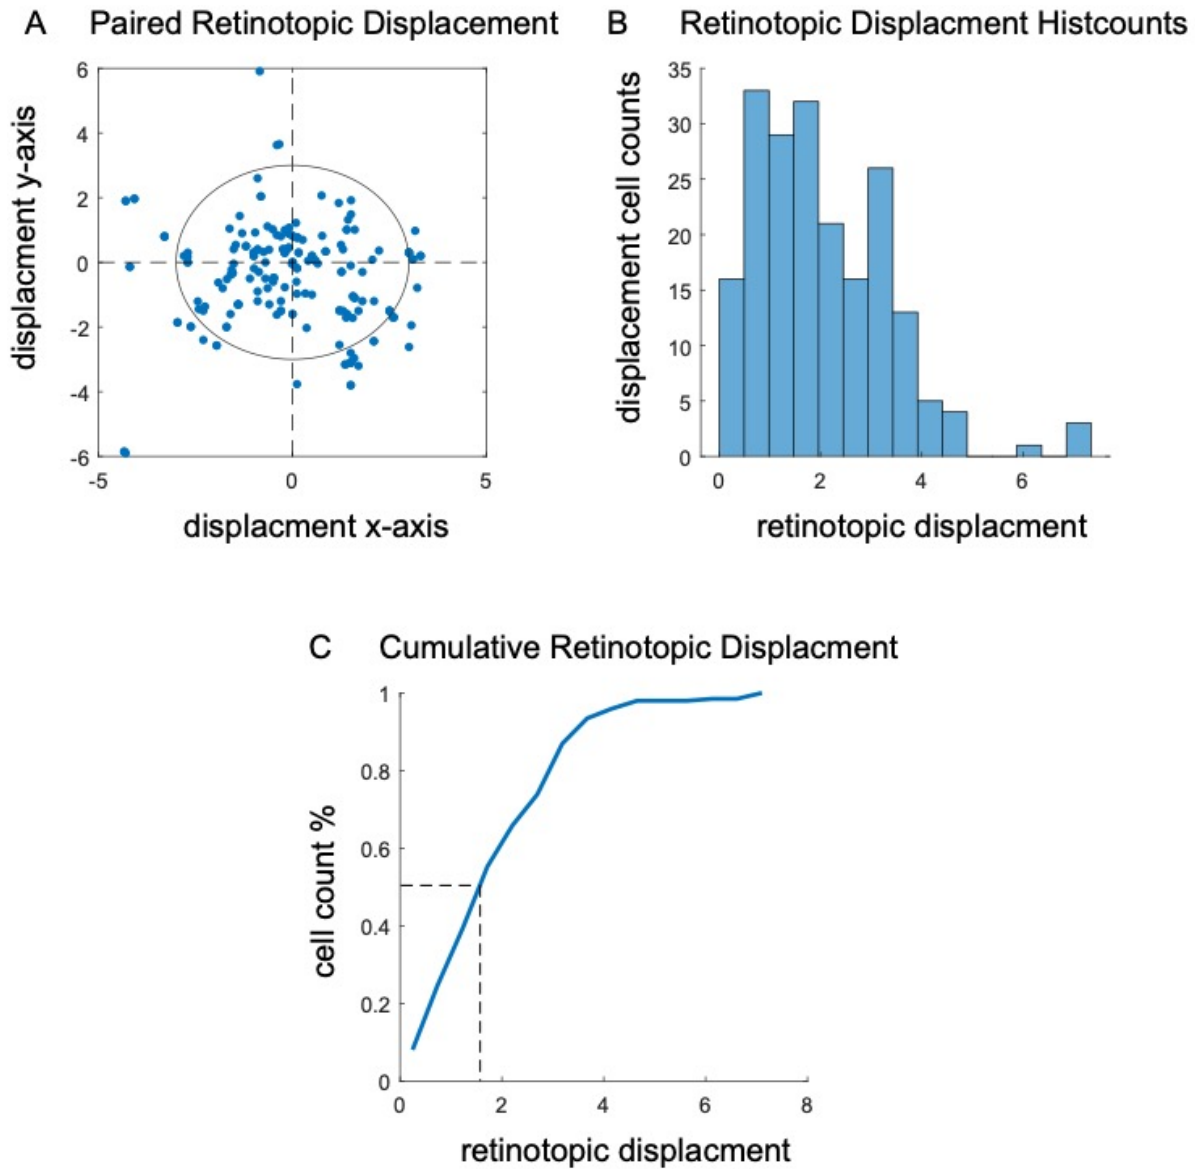 A Paired Retinotopic Displacement
6
4
2
0
-2
-4
-6
-5 0 5
displacment y-axis
displacment x-axis
B Retinotopic Displacment Histcounts
35
30
25
20
15
10
5
0
0 2 4 6
displacement cell counts
retinotopic displacment
C Cumulative Retinotopic Displacment
1
0.8
0.6
0.4
0.2
0
0 2 4 6 8
cell count %
retinotopic displacment